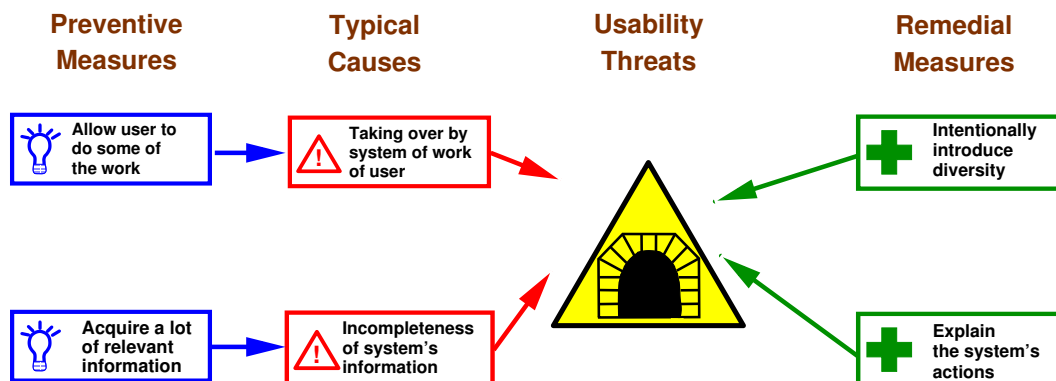 Preventive
Measures
Typical
Causes
Usability
Threats
Remedial
Measures
Allow user to
do some of
the work
!
Taking over by
system of work
of user
Intentionally
introduce
diversity
Acquire a lot
of relevant
information
!
Incompleteness
of system's
information
Explain
the system's
actions